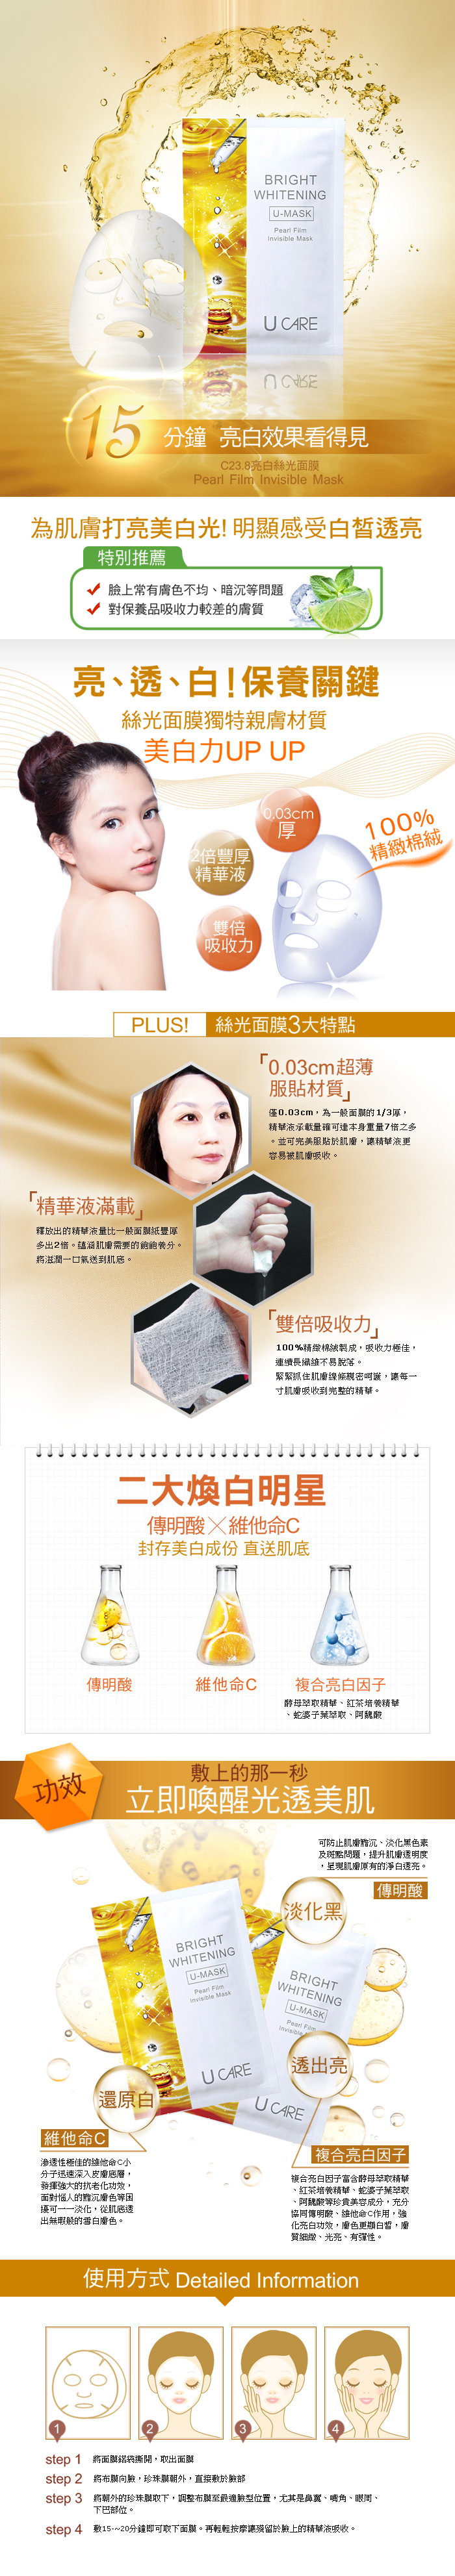 BRIGHT
WHITENING
U-MASK
Pearl Film
Invisible Mask
U CARE
15分鐘 亮白效果看得見
C23.8亮白絲光面膜
Pearl Film Invisible Mask
為肌膚打亮美白光!明顯感受白皙透亮
特別推薦
臉上常有膚色不均、暗沉等問題
對保養品吸收力較差的膚質
亮、透、白!保養關鍵
絲光面膜獨特親膚材質
美白力UP UP
0.03cm
厚
2倍豐厚
精華液
雙倍
吸收力
100%
精緻棉絨
PLUS!
絲光面膜3大特點
「0.03cm超薄
服貼材質」
僅0.03cm，為一般面膜的1/3厚，
精華液承載量確可達本身重量7倍之多
。並可完美服貼於肌膚，讓精華液更
容易被肌膚吸收。
「精華液滿載」
釋放出的精華液量比一般面膜紙豐厚
多出2倍。蘊涵肌膚需要的飽飽養分。
將滋潤一口氣送到肌底。
「雙倍吸收力」
100%精緻棉絨製成，吸收力極佳，
連續長纖維不易脫落。
緊緊抓住肌膚線條親密呵護，讓每一
寸肌膚吸收到完整的精華。
二大煥白明星
傳明酸╳維他命C
封存美白成份 直送肌底
傳明酸
維他命C
複合亮白因子
酵母萃取精華、紅茶培養精華
、蛇婆子葉萃取、阿魏酸
功效
敷上的那一秒
立即喚醒光透美肌
可防止肌膚黯沉、淡化黑色素
及斑點問題，提升肌膚透明度
，呈現肌膚原有的淨白透亮。
傳明酸
淡化黑
BRIGHT
WHITENING
U-MASK
Pearl Film
Invisible Mask
U CARE
BRIGHT
WHITENING
U-MASK
Pearl Film
Invisible
U CARE
透出亮
還原白
維他命C
滲透性極佳的維他命C小
分子迅速深入皮膚底層，
發揮強大的抗老化功效，
面對惱人的黯沉膚色等困
擾可一一淡化，從肌底透
出無瑕般的雪白膚色。
複合亮白因子
複合亮白因子富含酵母萃取精華
、紅茶培養精華、蛇婆子葉萃取
、阿魏酸等珍貴美容成分，充分
協同傳明酸、維他命C作用，強
化亮白功效，膚色更顯白皙，膚
質細緻、光亮、有彈性。
使用方式 Detailed Information
1
2
3
4
step 1 將面膜鋁袋撕開，取出面膜
step 2 將布膜向臉，珍珠膜朝外，直接敷於臉部
step 3 將朝外的珍珠膜取下，調整布膜至最適臉型位置，尤其是鼻翼、嘴角、眼周、
下巴部位。
step 4 敷15-~20分鐘即可取下面膜。再輕輕按摩讓殘留於臉上的精華液吸收。